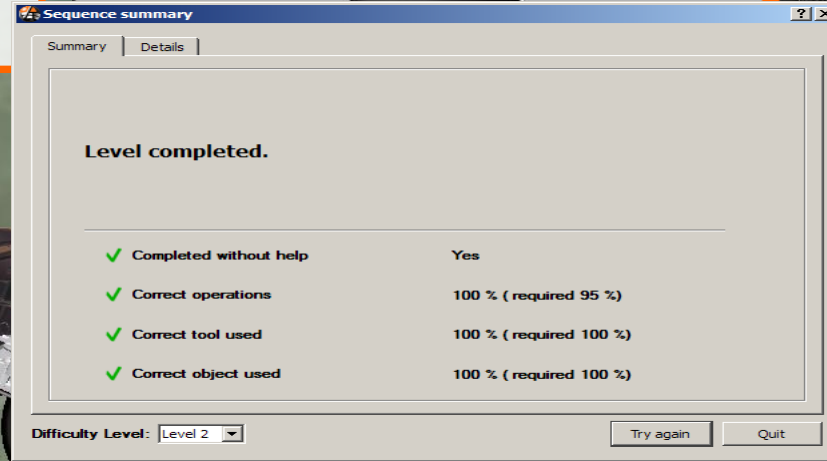 Sequence summary
Summary Details
Level completed.
Completed without help Yes
Correct operations 100 % ( required 95 %)
Correct tool used 100 % ( required 100 %)
Correct object used 100 % ( required 100 %)
Difficulty Level: Level 2 Try again Quit